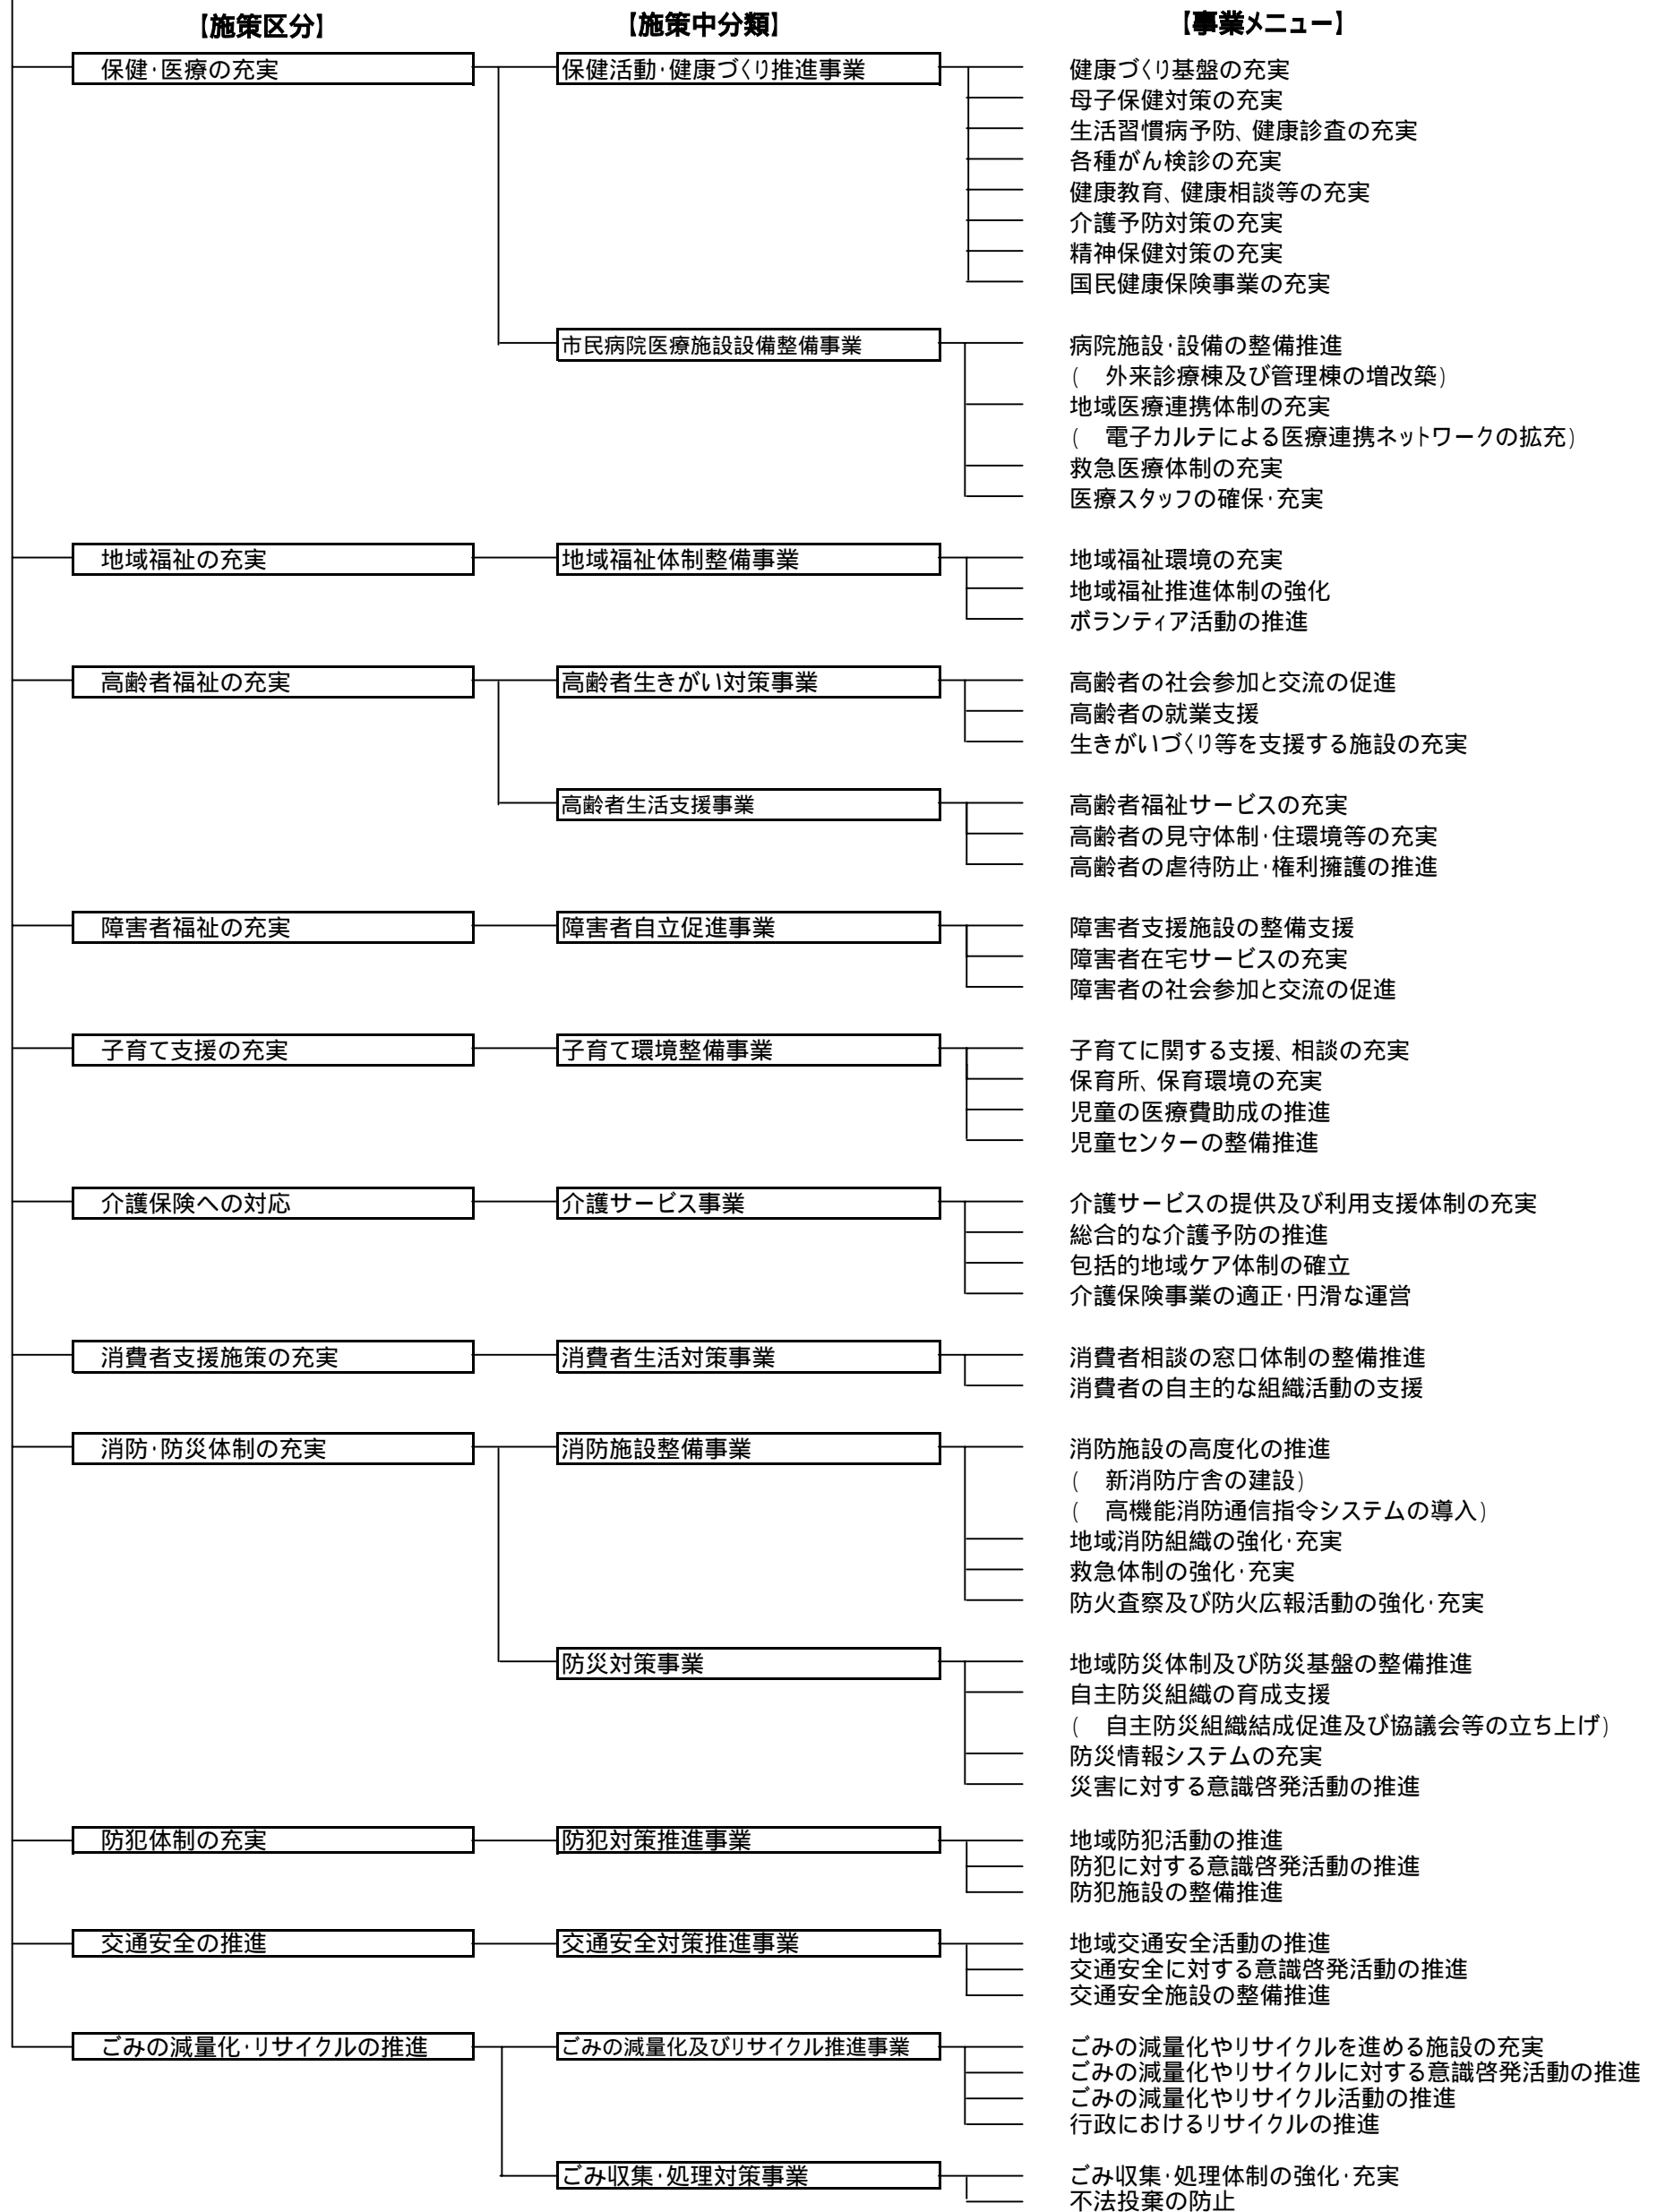 【施策区分】 【施策中分類】 【事業メニュー】
保健・医療の充実 保健活動・健康づくり推進事業 健康づくり基盤の充実
母子保健対策の充実
生活習慣病予防、健康診査の充実
各種がん検診の充実
健康教育、健康相談等の充実
介護予防対策の充実
精神保健対策の充実
国民健康保険事業の充実
市民病院医療施設設備整備事業 病院施設・設備の整備推進
(　外来診療棟及び管理棟の増改築)
地域医療連携体制の充実
(　電子カルテによる医療連携ネットワークの拡充)
救急医療体制の充実
医療スタッフの確保・充実
地域福祉の充実 地域福祉体制整備事業 地域福祉環境の充実
地域福祉推進体制の強化
ボランティア活動の推進
高齢者福祉の充実 高齢者生きがい対策事業 高齢者の社会参加と交流の促進
高齢者の就業支援
生きがいづくり等を支援する施設の充実
高齢者生活支援事業 高齢者福祉サービスの充実
高齢者の見守体制・住環境等の充実
高齢者の虐待防止・権利擁護の推進
障害者福祉の充実 障害者自立促進事業 障害者支援施設の整備支援
障害者在宅サービスの充実
障害者の社会参加と交流の促進
子育て支援の充実 子育て環境整備事業 子育てに関する支援、相談の充実
保育所、保育環境の充実
児童の医療費助成の推進
児童センターの整備推進
介護保険への対応 介護サービス事業 介護サービスの提供及び利用支援体制の充実
総合的な介護予防の推進
包括的地域ケア体制の確立
介護保険事業の適正・円滑な運営
消費者支援施策の充実 消費者生活対策事業 消費者相談の窓口体制の整備推進
消費者の自主的な組織活動の支援
消防・防災体制の充実 消防施設整備事業 消防施設の高度化の推進
(　新消防庁舎の建設)
(　高機能消防通信指令システムの導入)
地域消防組織の強化・充実
救急体制の強化・充実
防火査察及び防火広報活動の強化・充実
防災対策事業 地域防災体制及び防災基盤の整備推進
自主防災組織の育成支援
(　自主防災組織結成促進及び協議会等の立ち上げ)
防災情報システムの充実
災害に対する意識啓発活動の推進
防犯体制の充実 防犯対策推進事業 地域防犯活動の推進
防犯に対する意識啓発活動の推進
防犯施設の整備推進
交通安全の推進 交通安全対策推進事業 地域交通安全活動の推進
交通安全に対する意識啓発活動の推進
交通安全施設の整備推進
ごみの減量化・リサイクルの推進 ごみの減量化及びリサイクル推進事業 ごみの減量化やリサイクルを進める施設の充実
ごみの減量化やリサイクルに対する意識啓発活動の推進
ごみの減量化やリサイクル活動の推進
行政におけるリサイクルの推進
ごみ収集・処理対策事業 ごみ収集・処理体制の強化・充実
不法投棄の防止